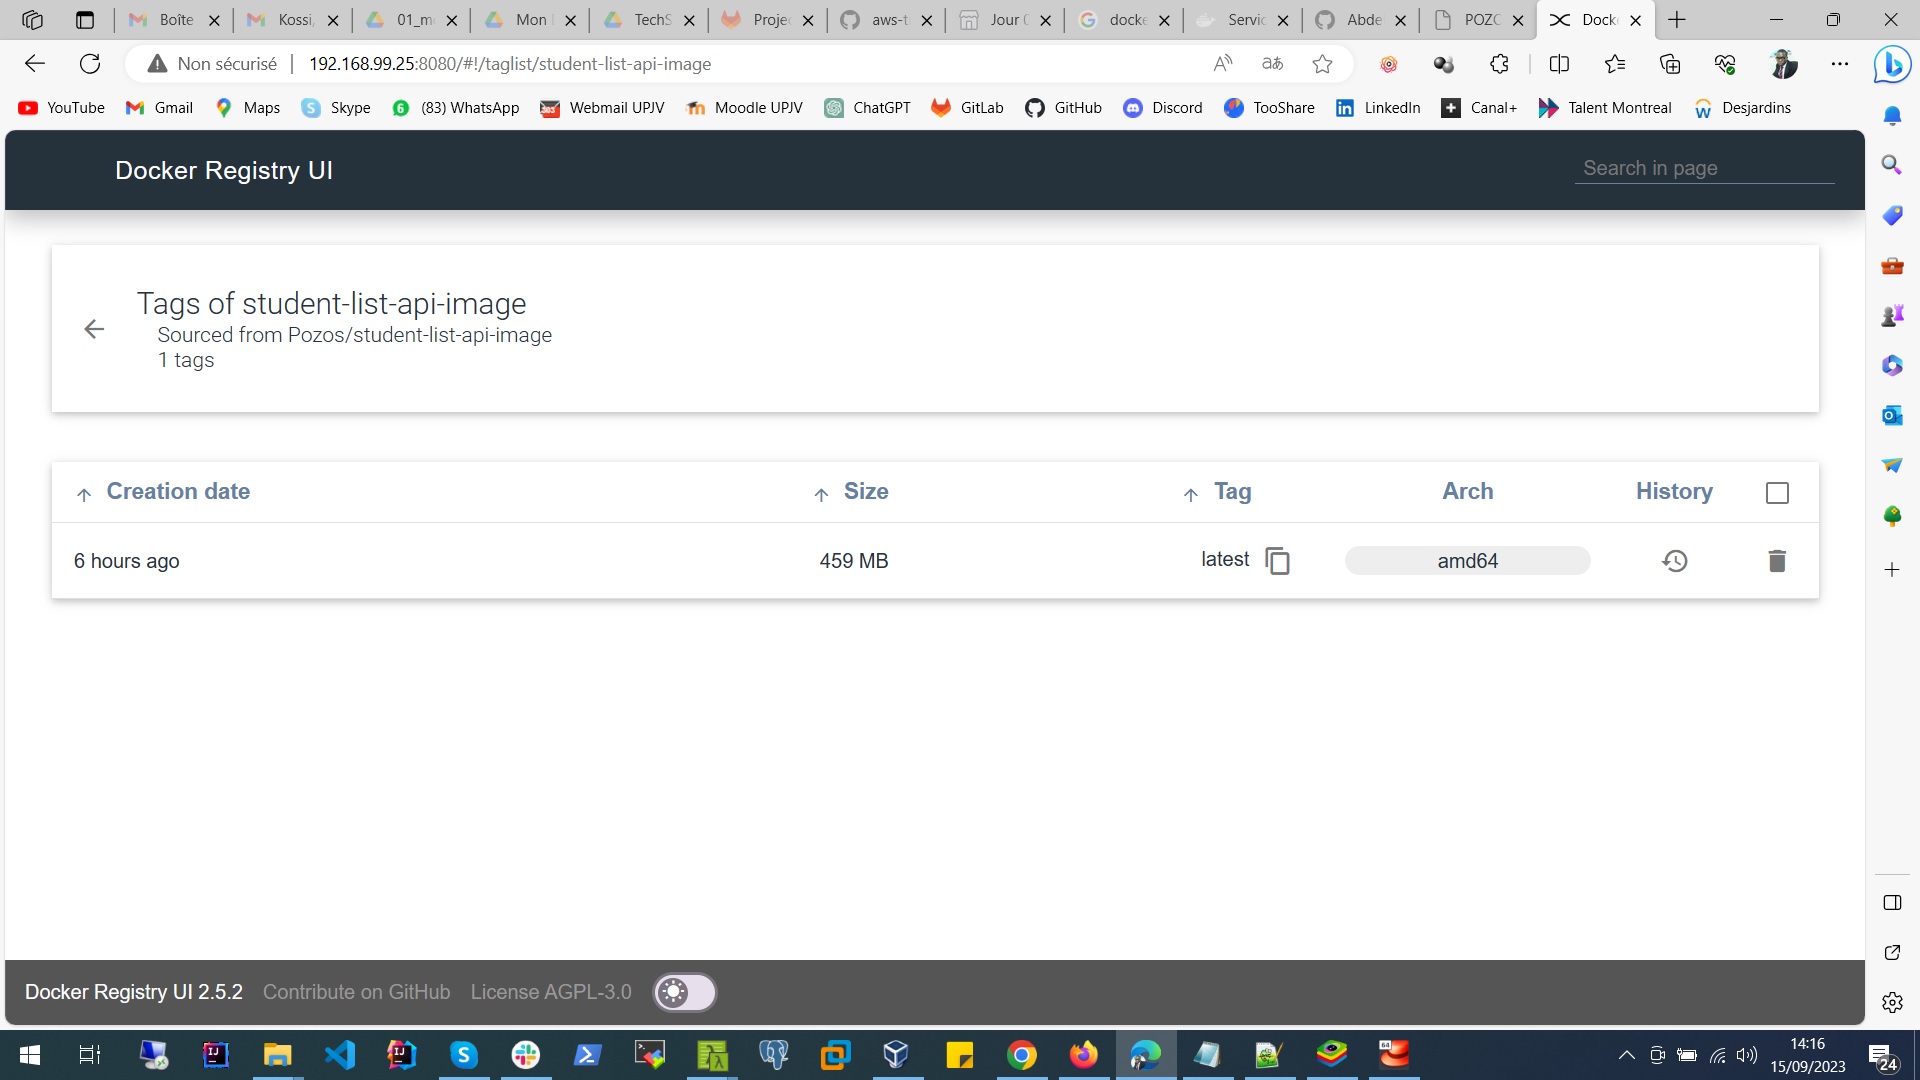 Boîte
Kossi,
01_m
Mon
TechS
Projec
aws-t
Jour
docke
Servic
Abde
POZO
Dock
Non sécurisé
192.168.99.25:8080/#!/taglist/student-list-api-image
YouTube
Gmail
Maps
Skype
(83) WhatsApp
Webmail UPJV
Moodle UPJV
ChatGPT
GitLab
GitHub
Discord
TooShare
LinkedIn
Canal+
Talent Montreal
Desjardins
Docker Registry UI
Search in page
Tags of student-list-api-image
Sourced from Pozos/student-list-api-image
1 tags
Creation date
Size
Tag
Arch
History
6 hours ago
459 MB
latest
amd64
Docker Registry UI 2.5.2
Contribute on GitHub
License AGPL-3.0
14:16
15/09/2023
24